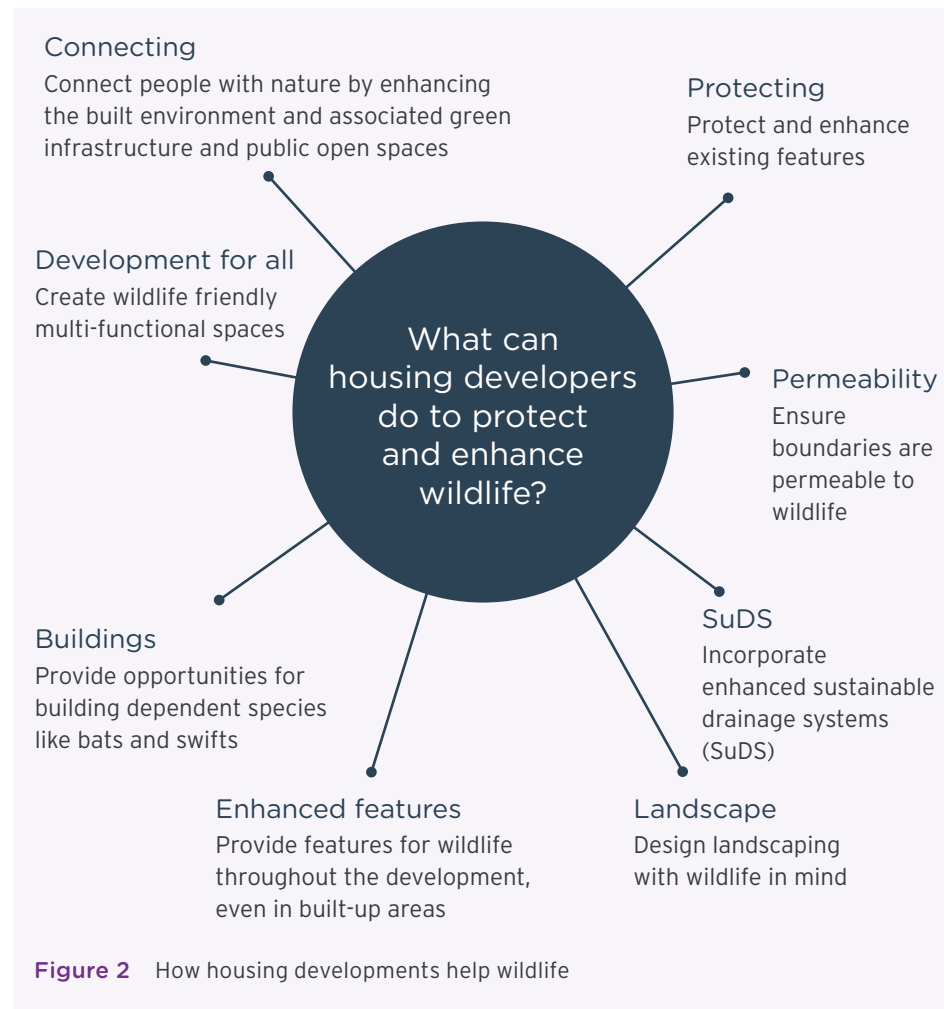 Connecting
Connect people with nature by enhancing
the built environment and associated green
infrastructure and public open spaces
Protecting
Protect and enhance
existing features
Development for all
Create wildlife friendly
multi-functional spaces
What can
housing developers
do to protect
and enhance
wildlife?
Permeability
Ensure
boundaries are
permeable to
wildlife
SuDS
Incorporate
enhanced sustainable
drainage systems
(SuDS)
Buildings
Provide opportunities for
building dependent species
like bats and swifts
Enhanced features
Provide features for wildlife
throughout the development,
even in built-up areas
Landscape
Design landscaping
with wildlife in mind
Figure 2 How housing developments help wildlife